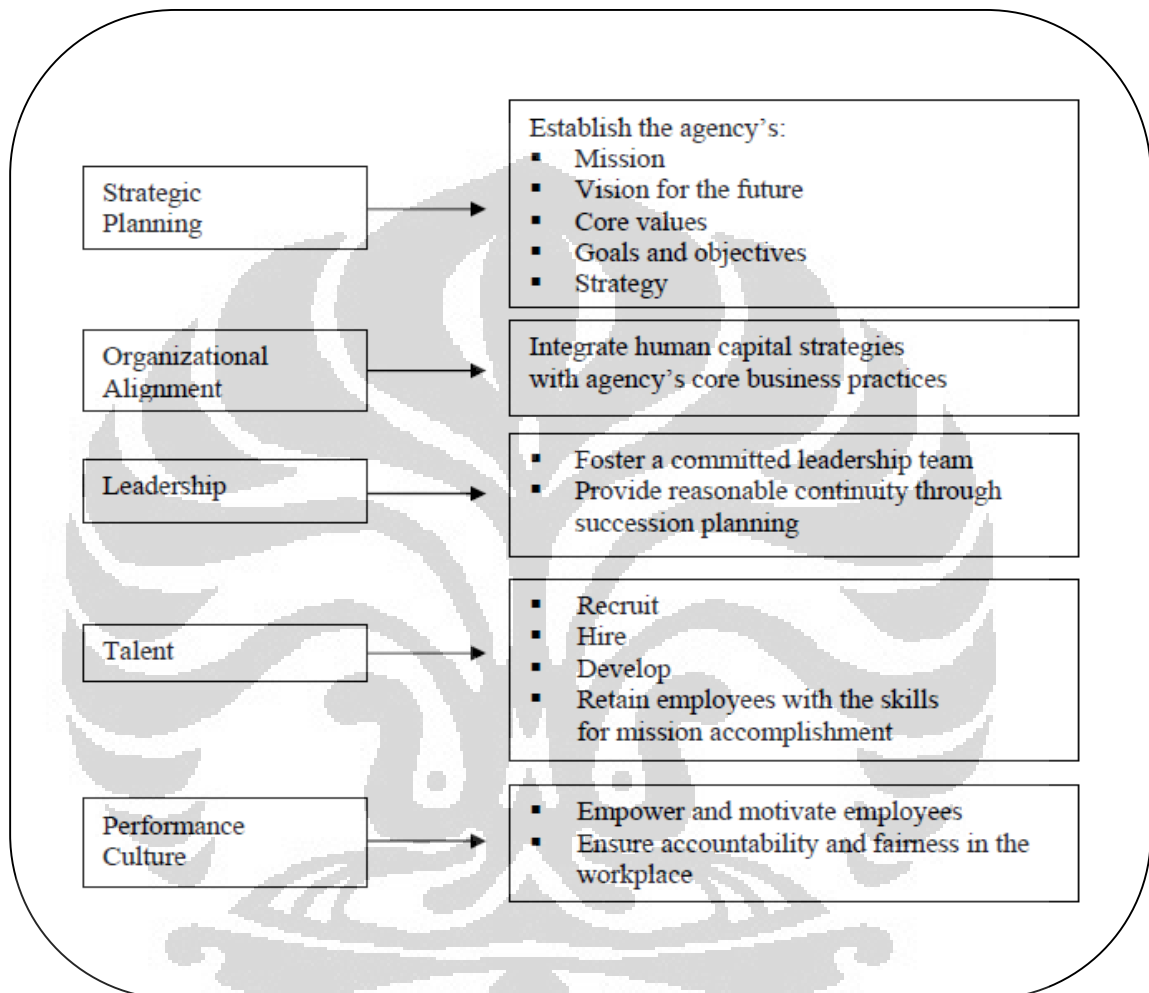 Strategic
Planning
Establish the agency's:
▪ Mission
▪ Vision for the future
▪ Core values
▪ Goals and objectives
▪ Strategy
Organizational
Alignment
Integrate human capital strategies
with agency's core business practices
Leadership
▪ Foster a committed leadership team
▪ Provide reasonable continuity through
succession planning
Talent
▪ Recruit
▪ Hire
▪ Develop
▪ Retain employees with the skills
for mission accomplishment
Performance
Culture
▪ Empower and motivate employees
▪ Ensure accountability and fairness in the
workplace